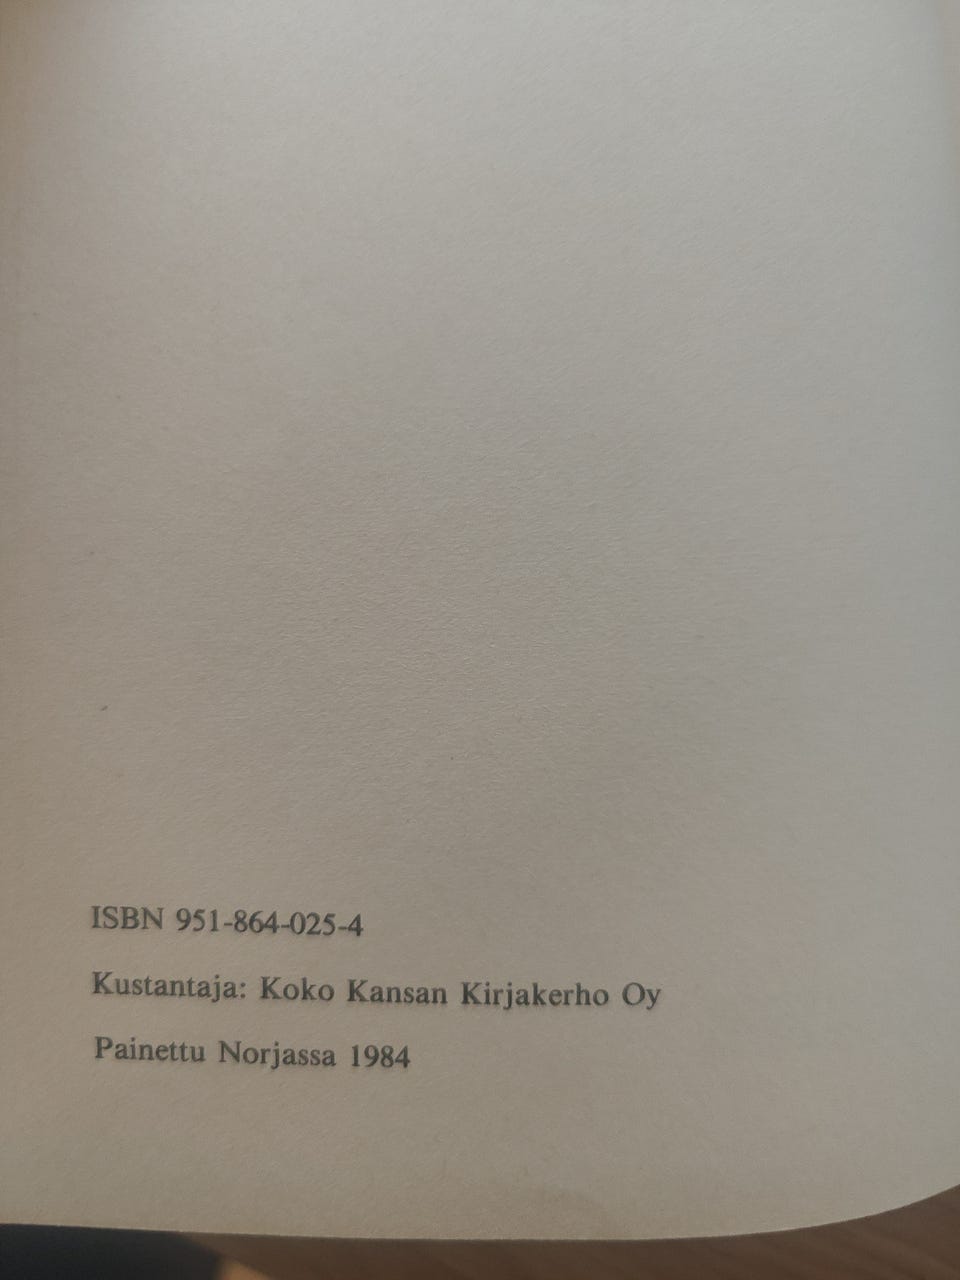 ISBN 951-864-025-4
Kustantaja: Koko Kansan Kirjakerho Oy
Painettu Norjassa 1984